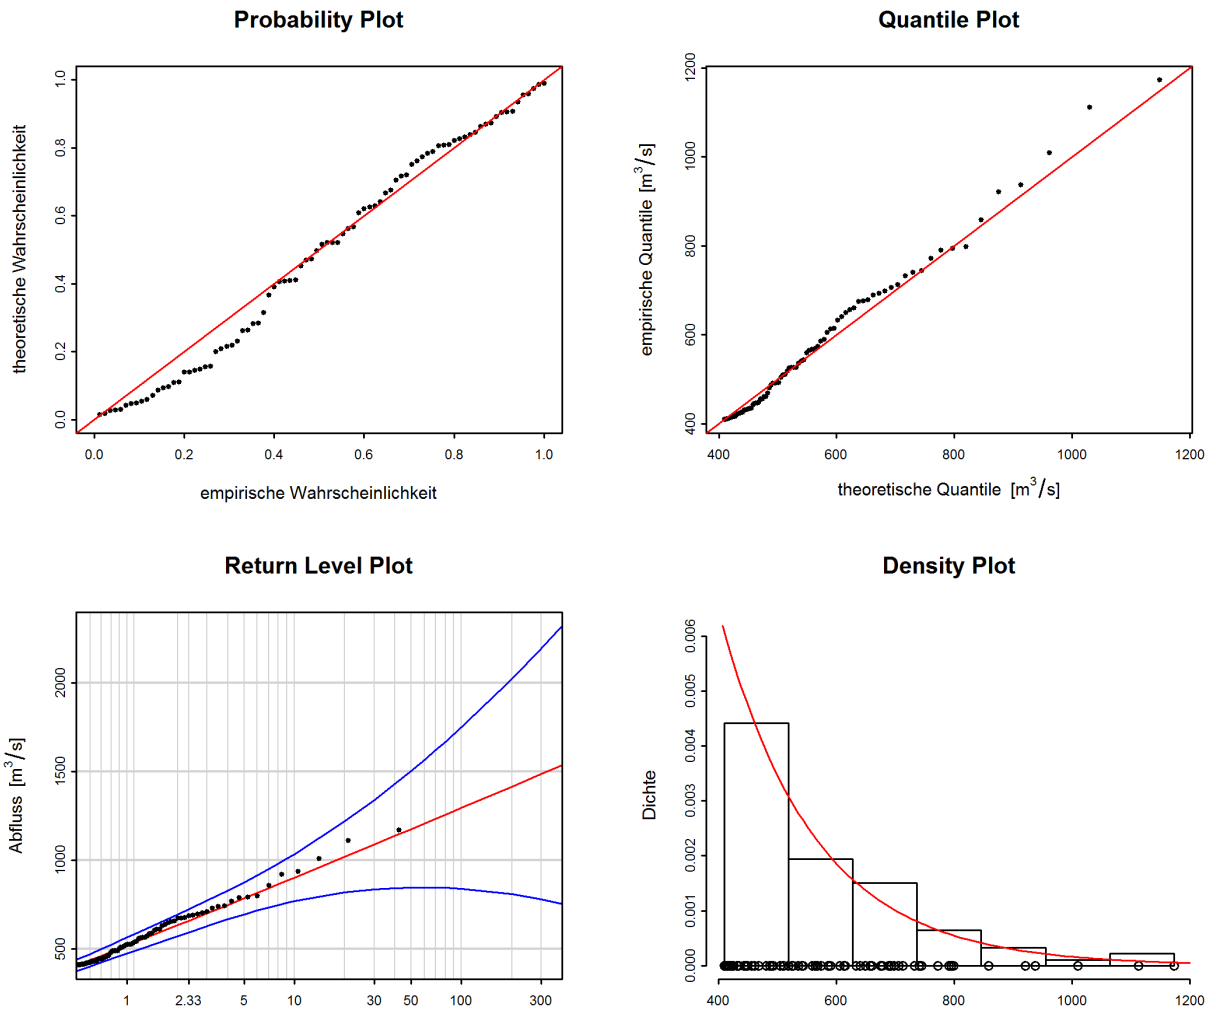 Probability Plot
theoretische Wahrscheinlichkeit
0.0 0.2 0.4 0.6 0.8 1.0
0.0 0.2 0.4 0.6 0.8 1.0
empirische Wahrscheinlichkeit
Quantile Plot
empirische Quantile [m³/s]
400 600 800 1000 1200
400 600 800 1000 1200
theoretische Quantile [m³/s]
Return Level Plot
Abfluss [m³/s]
500 1000 1500 2000
1 2.33 5 10 30 50 100 300
Density Plot
Dichte
0.000 0.001 0.002 0.003 0.004 0.005 0.006
400 600 800 1000 1200